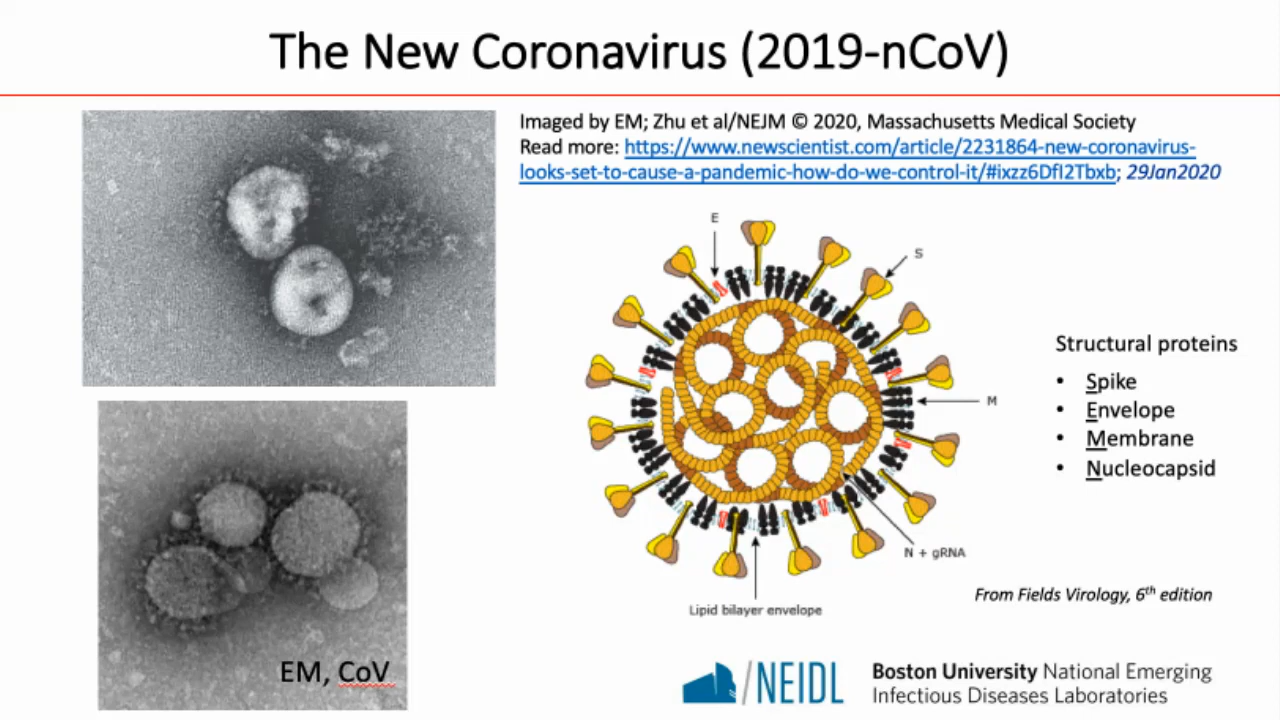 The New Coronavirus (2019-nCoV)
Imaged by EM; Zhu et al/NEJM © 2020, Massachusetts Medical Society
Read more: https://www.newscientist.com/article/2231864-new-coronavirus-
looks-set-to-cause-a-pandemic-how-do-we-control-it/#ixzz6DfI2Tbxb; 29Jan2020
E
S
M
N + gRNA
Lipid bilayer envelope
Structural proteins
• Spike
• Envelope
• Membrane
• Nucleocapsid
From Fields Virology, 6th edition
EM, CoV
/NEIDL
Boston University National Emerging
Infectious Diseases Laboratories